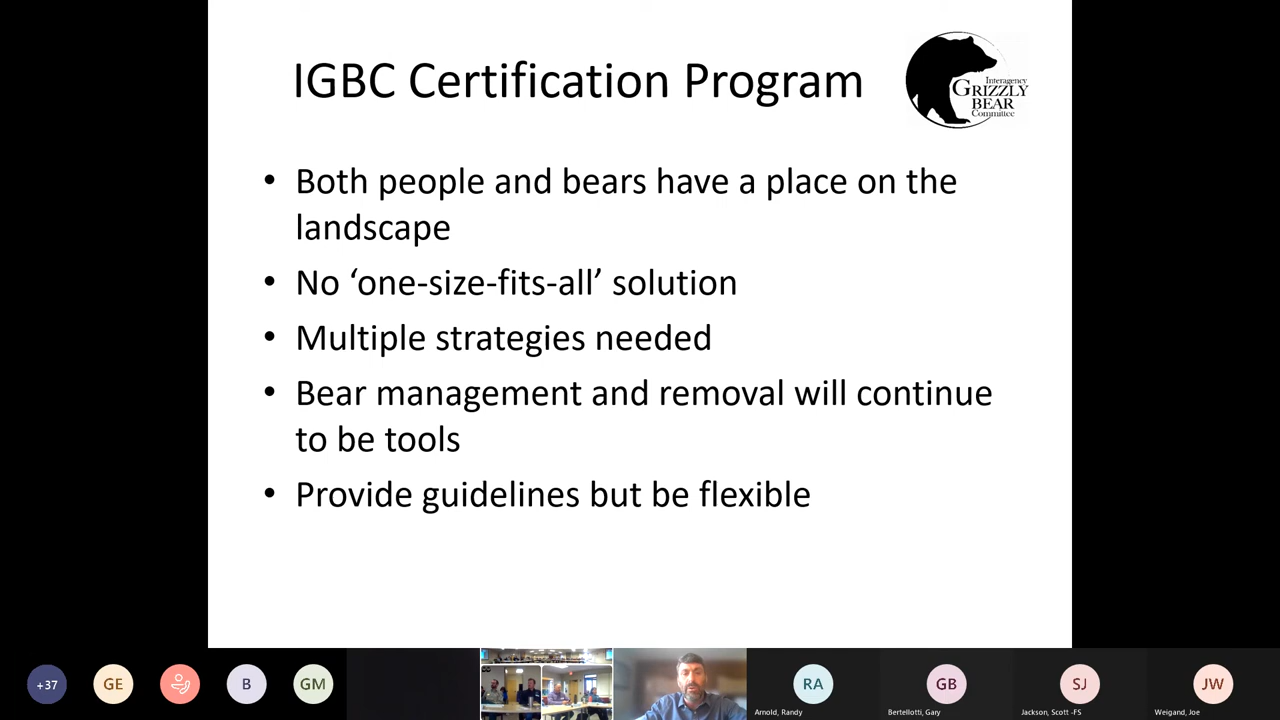 IGBC Certification Program
Interagency
GRIZZLY
BEAR
Committee
• Both people and bears have a place on the
landscape
• No ‘one-size-fits-all’ solution
• Multiple strategies needed
• Bear management and removal will continue
to be tools
• Provide guidelines but be flexible
+37
GE
B
GM
RA
GB
SJ
JW
Arnold, Randy
Bertellotti, Gary
Jackson, Scott -FS
Weigand, Joe